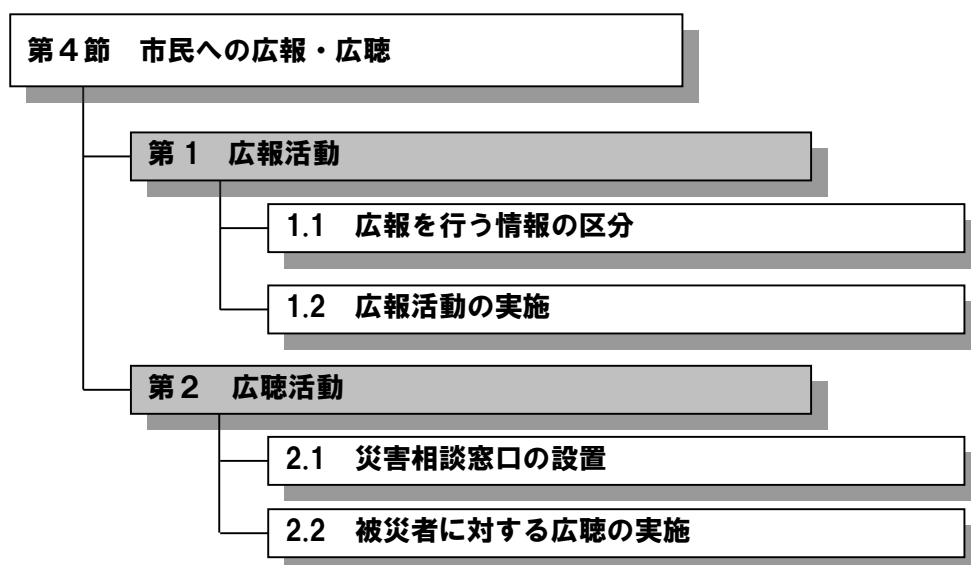 第４節　市民への広報・広聴
第１　広報活動
1.1　広報を行う情報の区分
1.2　広報活動の実施
第２　広聴活動
2.1　災害相談窓口の設置
2.2　被災者に対する広聴の実施